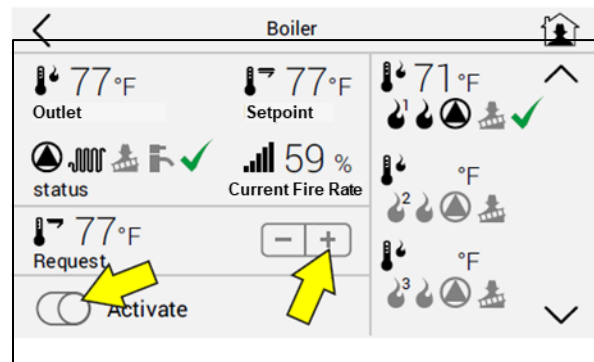 Boiler
77°F
Outlet
77°F
Setpoint
status
59 %
Current Fire Rate
77°F
Request
− +
Activate
71°F
1
°F
2
°F
3